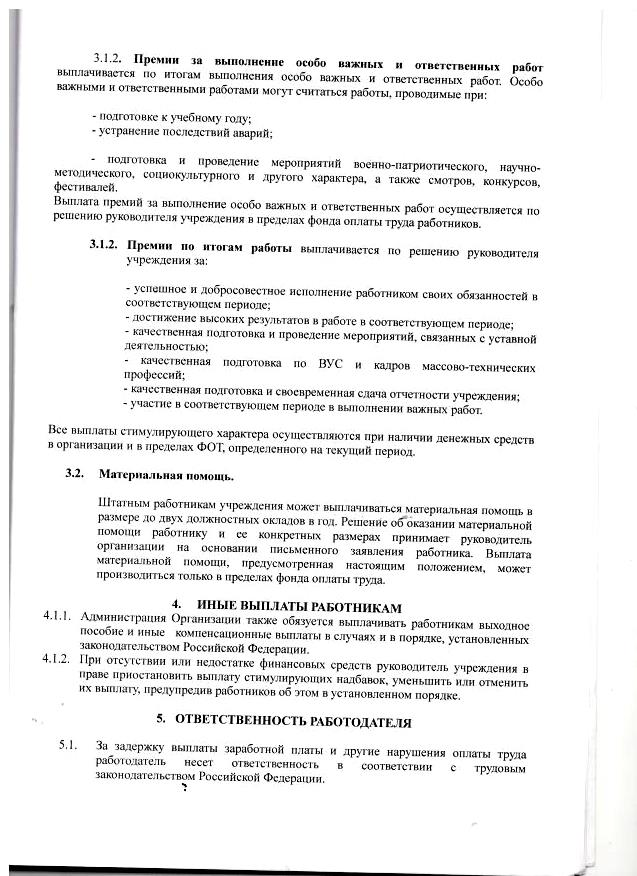 3.1.2. Премии за выполнение особо важных и ответственных работ
выплачивается по итогам выполнения особо важных и ответственных работ. Особо
важными и ответственными работами могут считаться работы, проводимые при:
- подготовке к учебному году;
- устранение последствий аварий;
- подготовка и проведение мероприятий военно-патриотического, научно-
методического, социокультурного и другого характера, а также смотров, конкурсов,
фестивалей.
Выплата премий за выполнение особо важных и ответственных работ осуществляется по
решению руководителя учреждения в пределах фонда оплаты труда работников.
3.1.2. Премии по итогам работы выплачивается по решению руководителя
учреждения за:
- успешное и добросовестное исполнение работником своих обязанностей в
соответствующем периоде;
- достижение высоких результатов в работе в соответствующем периоде;
- качественная подготовка и проведение мероприятий, связанных с уставной
деятельностью;
- качественная подготовка по ВУС и кадров массово-технических
профессий;
- качественная подготовка и своевременная сдача отчетности учреждения;
- участие в соответствующем периоде в выполнении важных работ.
Все выплаты стимулирующего характера осуществляются при наличии денежных средств
в организации и в пределах ФОТ, определенного на текущий период.
3.2. Материальная помощь.
Штатным работникам учреждения может выплачиваться материальная помощь в
размере до двух должностных окладов в год. Решение об оказании материальной
помощи работнику и ее конкретных размерах принимает руководитель
организации на основании письменного заявления работника. Выплата
материальной помощи, предусмотренная настоящим положением, может
производиться только в пределах фонда оплаты труда.
4. ИНЫЕ ВЫПЛАТЫ РАБОТНИКАМ
4.1.1. Администрация Организации также обязуется выплачивать работникам выходное
пособие и иные компенсационные выплаты в случаях и в порядке, установленных
законодательством Российской Федерации.
4.1.2. При отсутствии или недостатке финансовых средств руководитель учреждения в
праве приостановить выплату стимулирующих надбавок, уменьшить или отменить
их выплату, предупредив работников об этом в установленном порядке.
5. ОТВЕТСТВЕННОСТЬ РАБОТОДАТЕЛЯ
5.1. За задержку выплаты заработной платы и другие нарушения оплаты труда
работодатель несет ответственность в соответствии с трудовым
законодательством Российской Федерации.